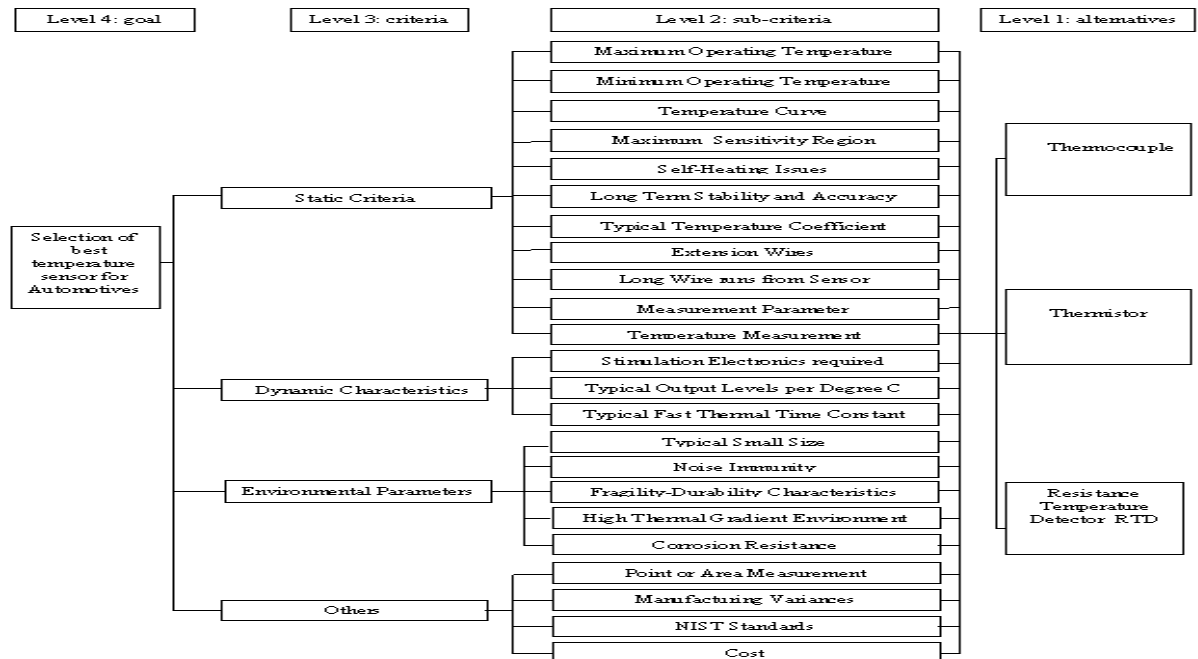 Level 4: goal
Level 3: criteria
Level 2: sub-criteria
Level 1: alternatives
Selection of
best
temperature
sensor for
Automotives
Static Criteria
Dynamic Characteristics
Environmental Parameters
Others
Maximum Operating Temperature
Minimum Operating Temperature
Temperature Curve
Maximum Sensitivity Region
Self-Heating Issues
Long Term Stability and Accuracy
Typical Temperature Coefficient
Extension Wires
Long Wire runs from Sensor
Measurement Parameter
Temperature Measurement
Stimulation Electronics required
Typical Output Levels per Degree C
Typical Fast Thermal Time Constant
Typical Small Size
Noise Immunity
Fragility-Durability Characteristics
High Thermal Gradient Environment
Corrosion Resistance
Point or Area Measurement
Manufacturing Variances
NIST Standards
Cost
Thermocouple
Thermistor
Resistance
Temperature
Detector RTD